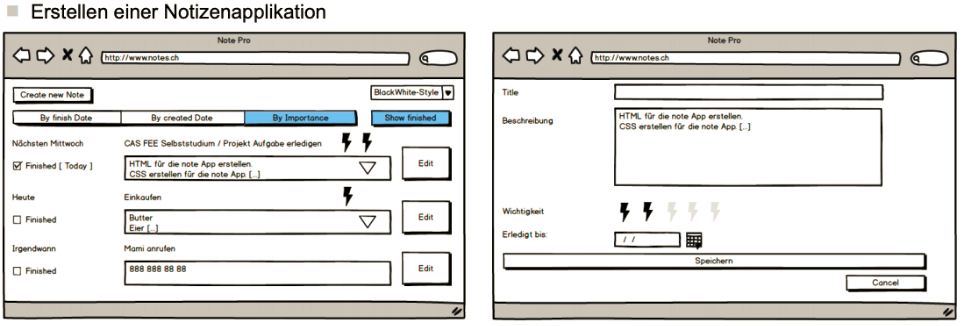 Erstellen einer Notizenapplikation
Note Pro
http://www.notes.ch
Create new Note
BlackWhite-Style
By finish Date
By created Date
By Importance
Show finished
Nächsten Mittwoch
CAS FEE Selbststudium / Projekt Aufgabe erledigen
Finished [ Today ]
HTML für die note App erstellen.
CSS erstellen für die note App [...]
Edit
Heute
Einkaufen
Finished
Butter
Eier [...]
Edit
Irgendwann
Mami anrufen
Finished
888 888 88 88
Edit
Note Pro
http://www.notes.ch
Title
Beschreibung
HTML für die note App erstellen.
CSS erstellen für die note App [...]
Wichtigkeit
Erledigt bis:
/ /
Speichern
Cancel